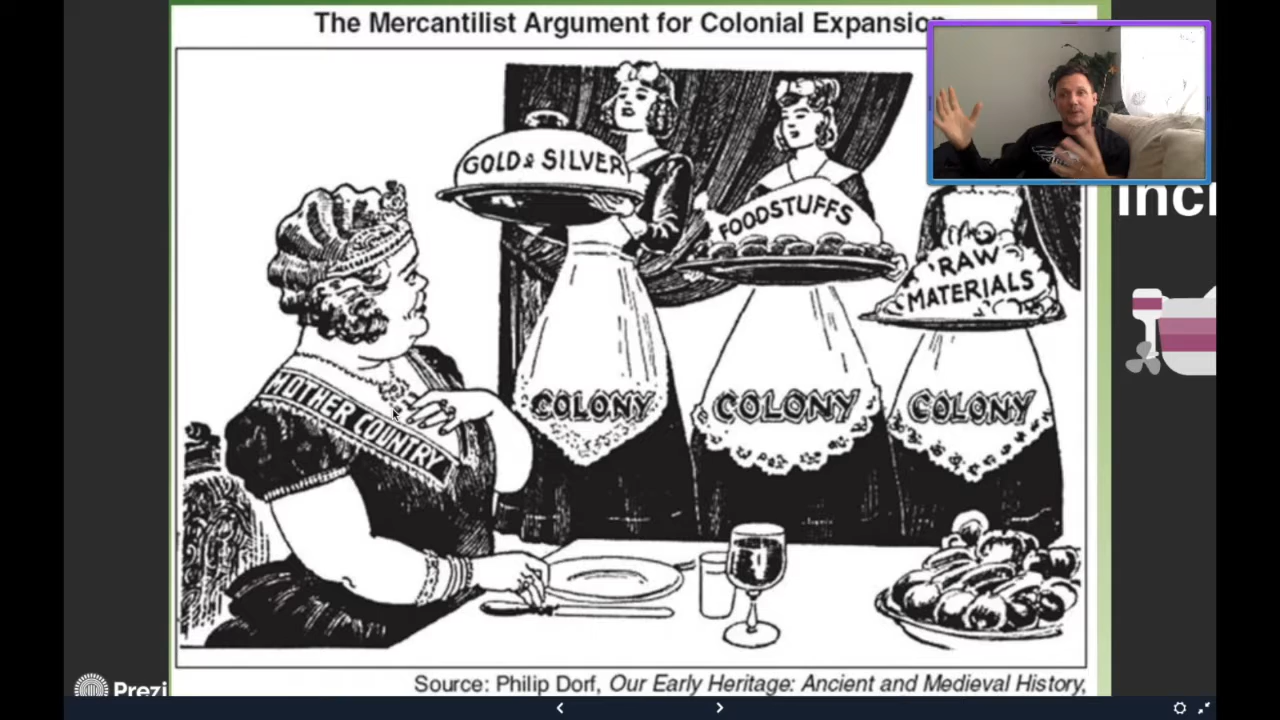 The Mercantilist Argument for Colonial Expansion
GOLD & SILVER
FOODSTUFFS
RAW
MATERIALS
MOTHER COUNTRY
COLONY
COLONY
COLONY
Source: Philip Dorf, Our Early Heritage: Ancient and Medieval History,
Prezi